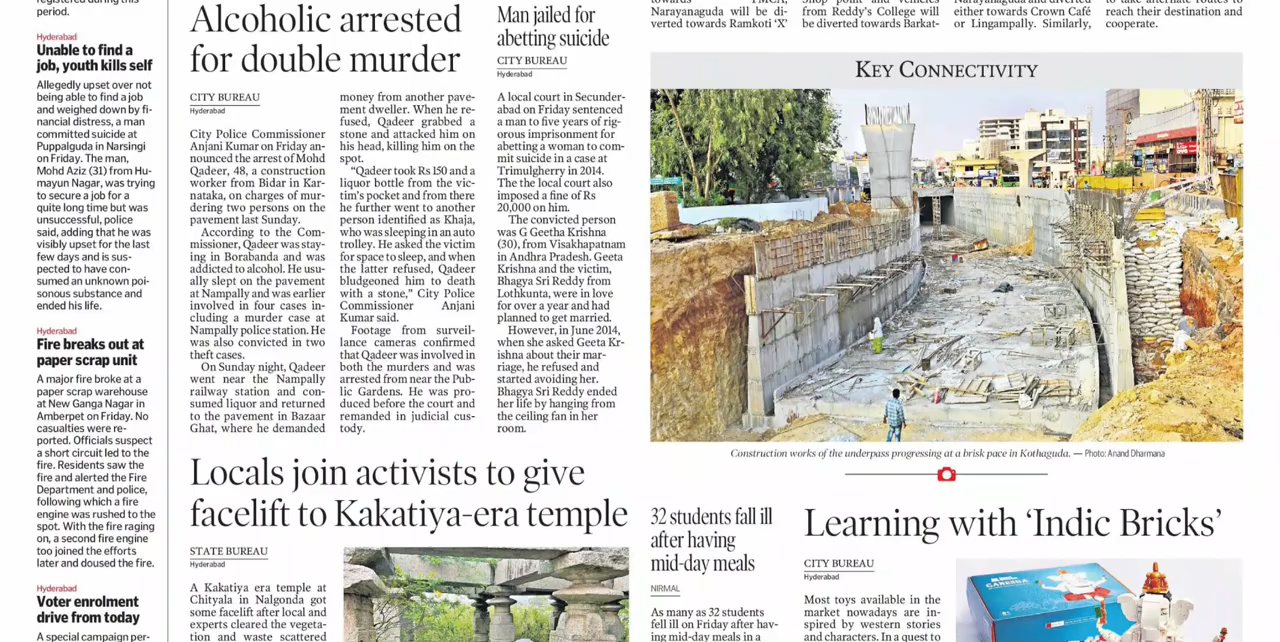 registered during this
period.
Hyderabad
Unable to find a
job, youth kills self
Allegedly upset over not
being able to find a job
and weighed down by fi-
nancial distress, a man
committed suicide at
Puppalguda in Narsingi
on Friday. The man,
Mohd Aziz (31) from Hu-
mayun Nagar, was trying
to secure a job for a
quite long time but was
unsuccessful, police
said, adding that he was
visibly upset for the last
few days and is sus-
pected to have con-
sumed an unknown poi-
sonous substance and
ended his life.
Hyderabad
Fire breaks out at
paper scrap unit
A major fire broke at a
paper scrap warehouse
at New Ganga Nagar in
Amberpet on Friday. No
casualties were re-
ported. Officials suspect
a short circuit led to the
fire. Residents saw the
fire and alerted the Fire
Department and police,
following which a fire
engine was rushed to the
spot. With the fire raging
on, a second fire engine
too joined the efforts
later and doused the fire.
Hyderabad
Voter enrolment
drive from today
A special campaign per-
Alcoholic arrested
for double murder
CITY BUREAU
Hyderabad
City Police Commissioner
Anjani Kumar on Friday an-
nounced the arrest of Mohd
Qadeer, 48, a construction
worker from Bidar in Kar-
nataka, on charges of mur-
dering two persons on the
pavement last Sunday.
According to the Com-
missioner, Qadeer was stay-
ing in Borabanda and was
addicted to alcohol. He usu-
ally slept on the pavement
at Nampally and was earlier
involved in four cases in-
cluding a murder case at
Nampally police station. He
was also convicted in two
theft cases.
On Sunday night, Qadeer
went near the Nampally
railway station and con-
sumed liquor and returned
to the pavement in Bazaar
Ghat, where he demanded
money from another pave-
ment dweller. When he re-
fused, Qadeer grabbed a
stone and attacked him on
his head, killing him on the
spot.
"Qadeer took Rs 150 and a
liquor bottle from the vic-
tim's pocket and from there
he further went to another
person identified as Khaja,
who was sleeping in an auto
trolley. He asked the victim
for space to sleep, and when
the latter refused, Qadeer
bludgeoned him to death
with a stone," City Police
Commissioner Anjani
Kumar said.
Footage from surveil-
lance cameras confirmed
that Qadeer was involved in
both the murders and was
arrested from near the Pub-
lic Gardens. He was pro-
duced before the court and
remanded in judicial cus-
tody.
Man jailed for
abetting suicide
CITY BUREAU
Hyderabad
A local court in Secunder-
abad on Friday sentenced
a man to five years of rig-
orous imprisonment for
abetting a woman to com-
mit suicide in a case at
Trimulgherry in 2014.
The the local court also
imposed a fine of Rs
20,000 on him.
The convicted person
was G Geetha Krishna
(30), from Visakhapatnam
in Andhra Pradesh. Geeta
Krishna and the victim,
Bhagya Sri Reddy from
Lothkunta, were in love
for over a year and had
planned to get married.
However, in June 2014,
when she asked Geeta Kr-
ishna about their mar-
riage, he refused and
started avoiding her.
Bhagya Sri Reddy ended
her life by hanging from
the ceiling fan in her
room.
towards YMCA,
Narayanaguda will be di-
verted towards Ramkoti 'X'
Shop point and vehicles
from Reddy's College will
be diverted towards Barkat-
Narayanaguda and diverted
either towards Crown Café
or Lingampally. Similarly,
to take alternate routes to
reach their destination and
cooperate.
KEY CONNECTIVITY
Construction works of the underpass progressing at a brisk pace in Kothaguda. — Photo: Anand Dharmana
Locals join activists to give
facelift to Kakatiya-era temple
STATE BUREAU
Hyderabad
A Kakatiya era temple at
Chityala in Nalgonda got
some facelift after local and
experts cleared the vegeta-
tion and waste scattered
32 students fall ill
after having
mid-day meals
NIRMAL
As many as 32 students
fell ill on Friday after hav-
ing mid-day meals in a
Learning with 'Indic Bricks'
CITY BUREAU
Hyderabad
Most toys available in the
market nowadays are in-
spired by western stories
and characters. In a quest to